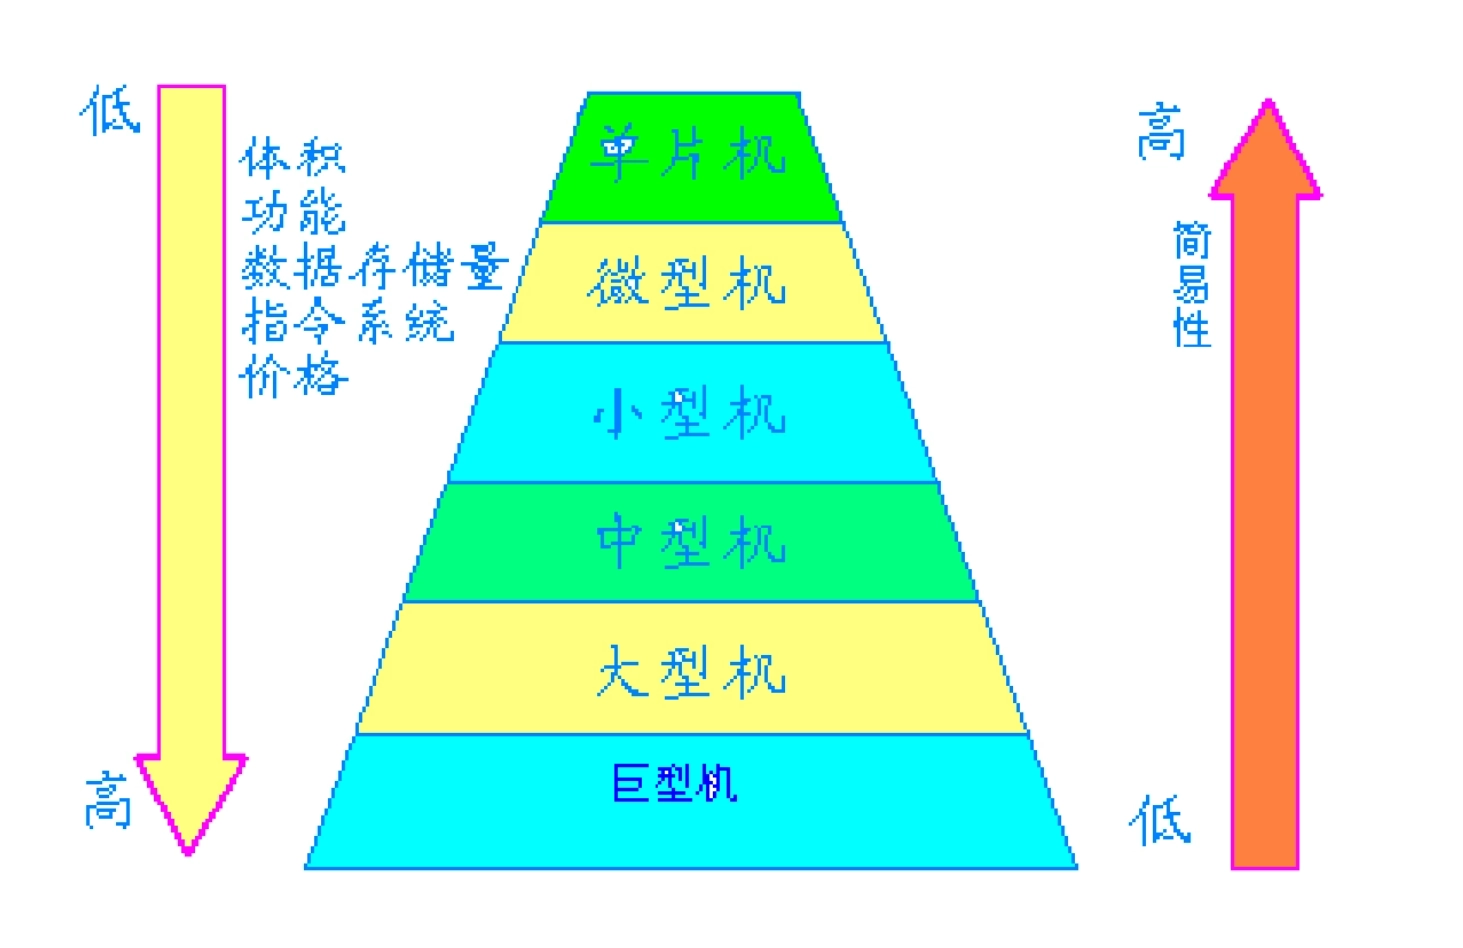 低
体积
功能
数据存储量
指令系统
价格
高
单片机
微型机
小型机
中型机
大型机
巨型机
高
简易性
低